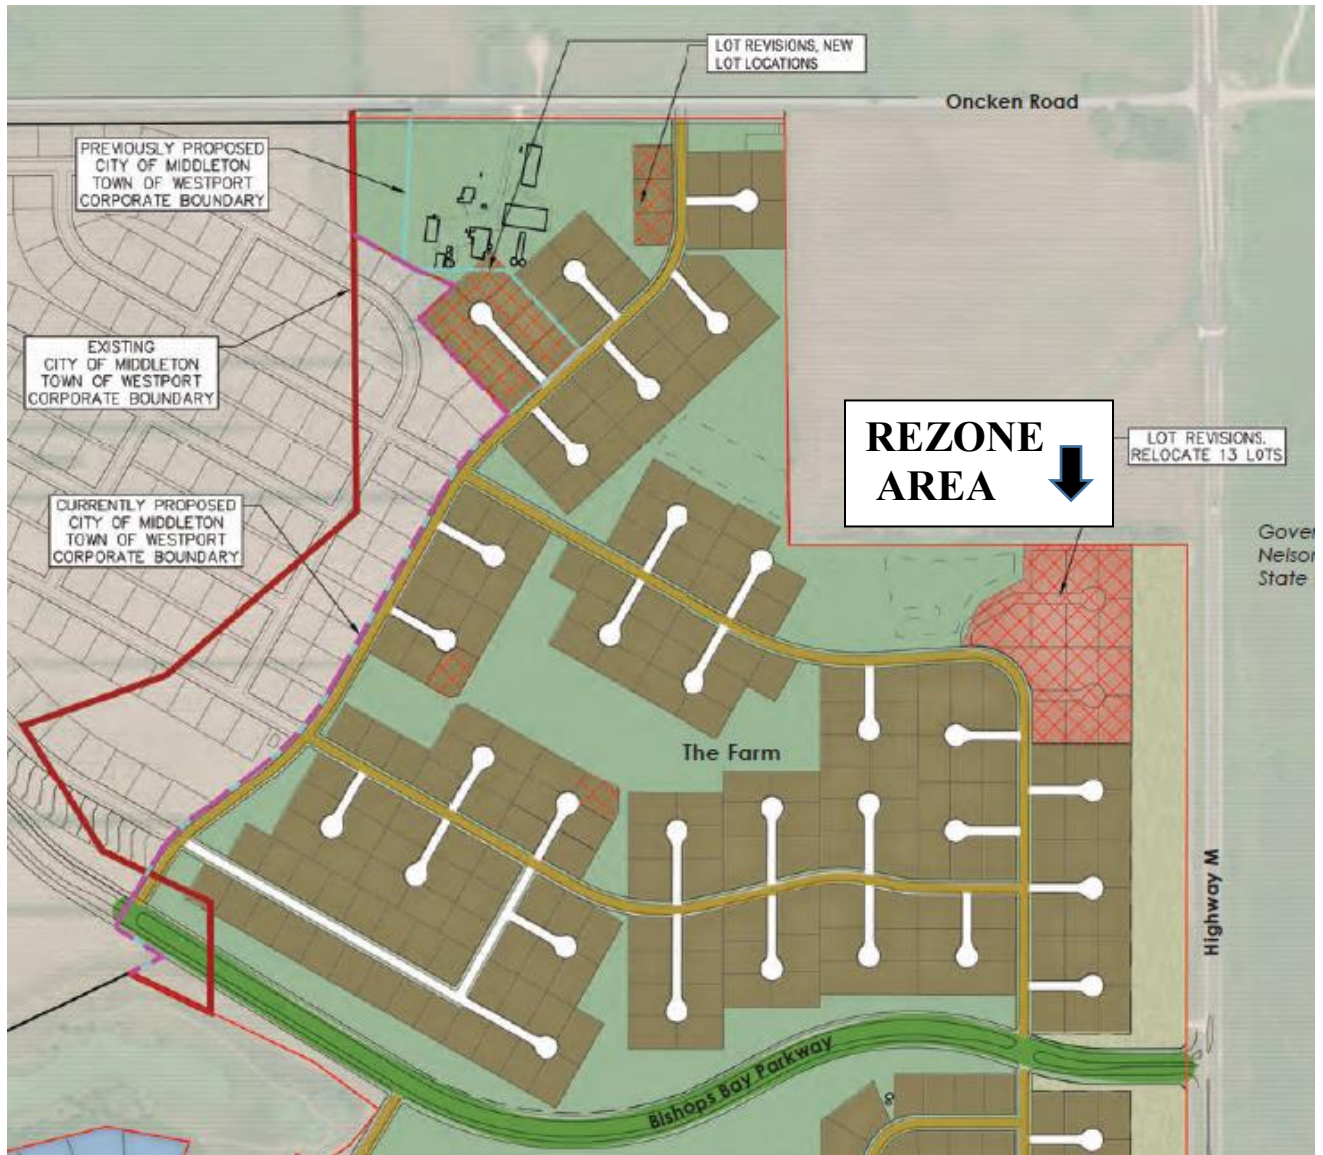 LOT REVISIONS, NEW
LOT LOCATIONS
Oncken Road
PREVIOUSLY PROPOSED
CITY OF MIDDLETON
TOWN OF WESTPORT
CORPORATE BOUNDARY
EXISTING
CITY OF MIDDLETON
TOWN OF WESTPORT
CORPORATE BOUNDARY
REZONE
AREA
LOT REVISIONS.
RELOCATE 13 LOTS
CURRENTLY PROPOSED
CITY OF MIDDLETON
TOWN OF WESTPORT
CORPORATE BOUNDARY
Gover
Nelson
State
The Farm
Highway M
Bishops Bay Parkway